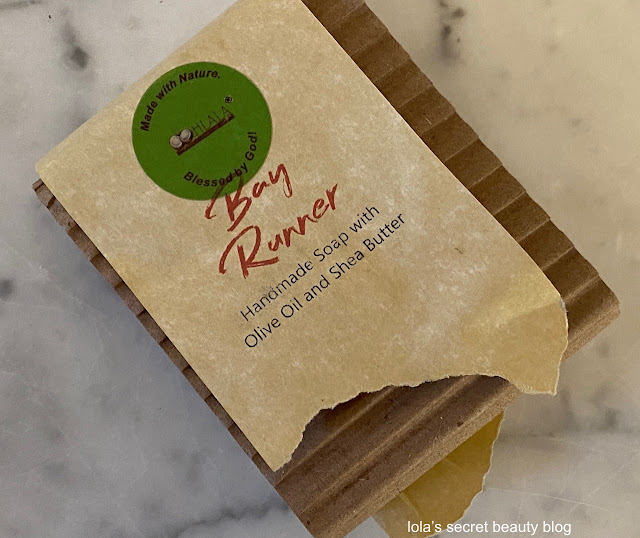 Made with Nature.
OOHLALA
Blessed by God!
Bay
Runner
Handmade Soap with
Olive Oil and Shea Butter
lola's secret beauty blog